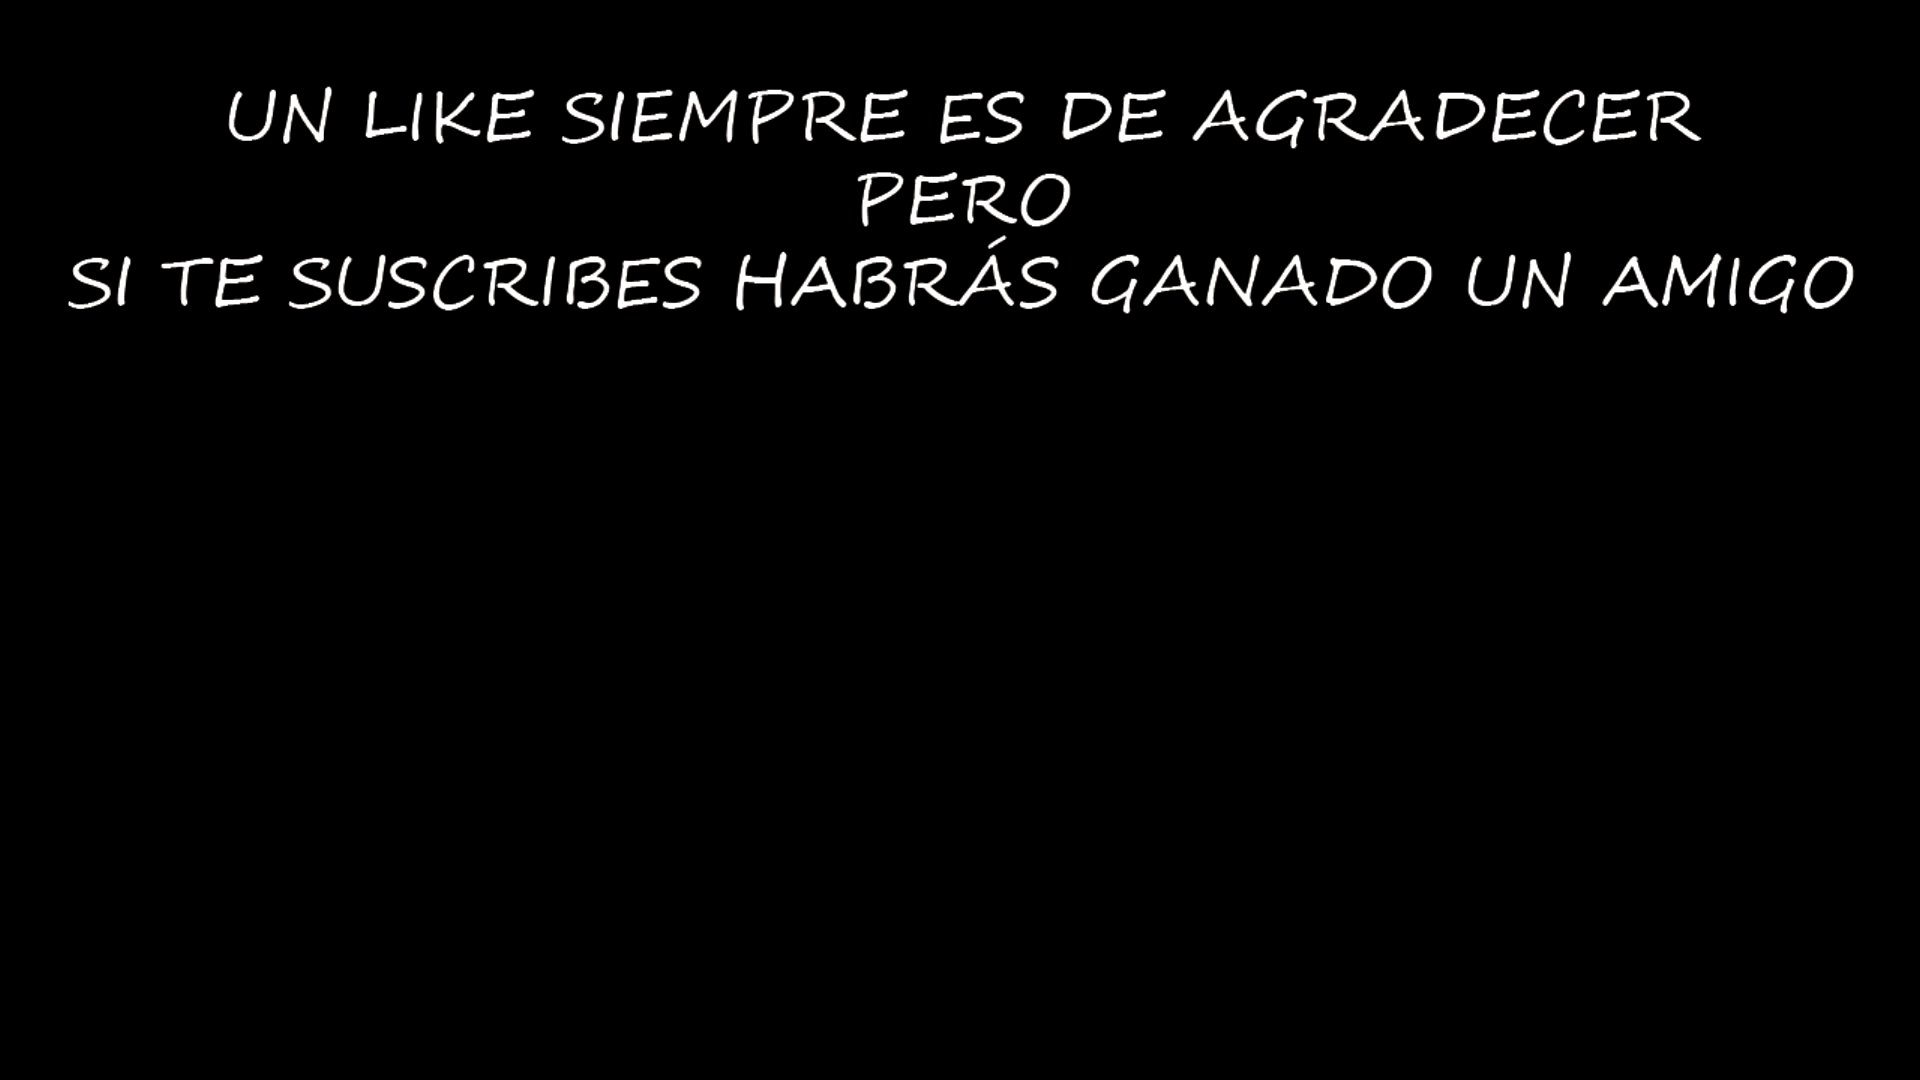 UN LIKE SIEMPRE ES DE AGRADECER
PERO
SI TE SUSCRIBES HABRÁS GANADO UN AMIGO